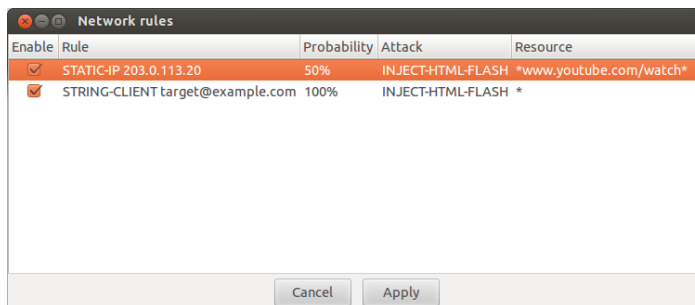 Network rules
Enable Rule Probability Attack Resource
STATIC-IP 203.0.113.20 50% INJECT-HTML-FLASH *www.youtube.com/watch*
STRING-CLIENT target@example.com 100% INJECT-HTML-FLASH *
Cancel Apply